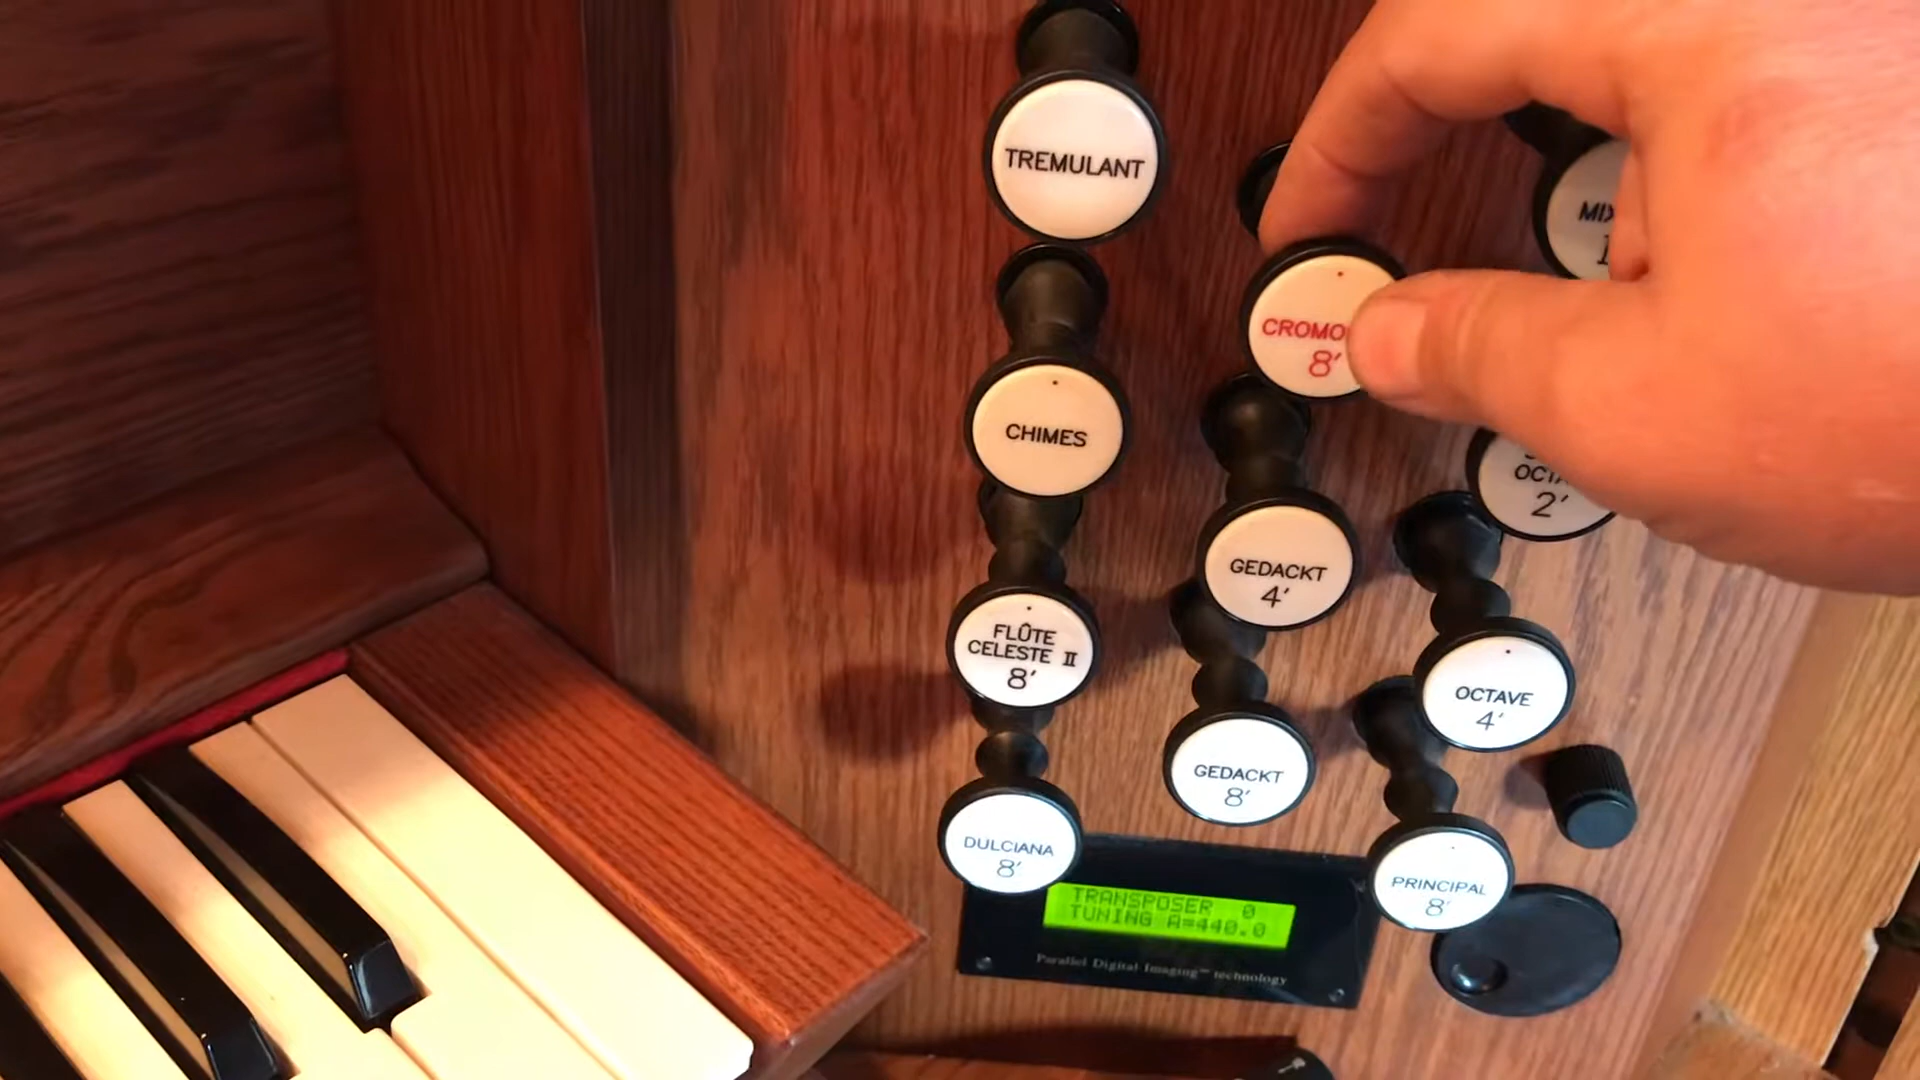 TREMULANT
CHIMES
FLÛTE
CELESTE II
8'
DULCIANA
8'
8'
GEDACKT
4'
GEDACKT
8'
2'
OCTAVE
4'
PRINCIPAL
8'
TRANSPOSER 0
TUNING A=440.0
Parallel Digital Imaging™ technology